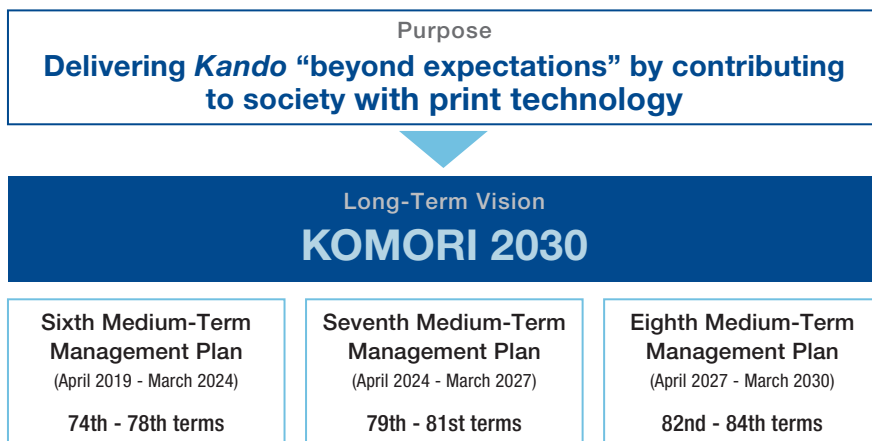 Purpose
Delivering Kando “beyond expectations” by contributing
to society with print technology
Long-Term Vision
KOMORI 2030
Sixth Medium-Term
Management Plan
(April 2019 - March 2024)
74th - 78th terms
Seventh Medium-Term
Management Plan
(April 2024 - March 2027)
79th - 81st terms
Eighth Medium-Term
Management Plan
(April 2027 - March 2030)
82nd - 84th terms